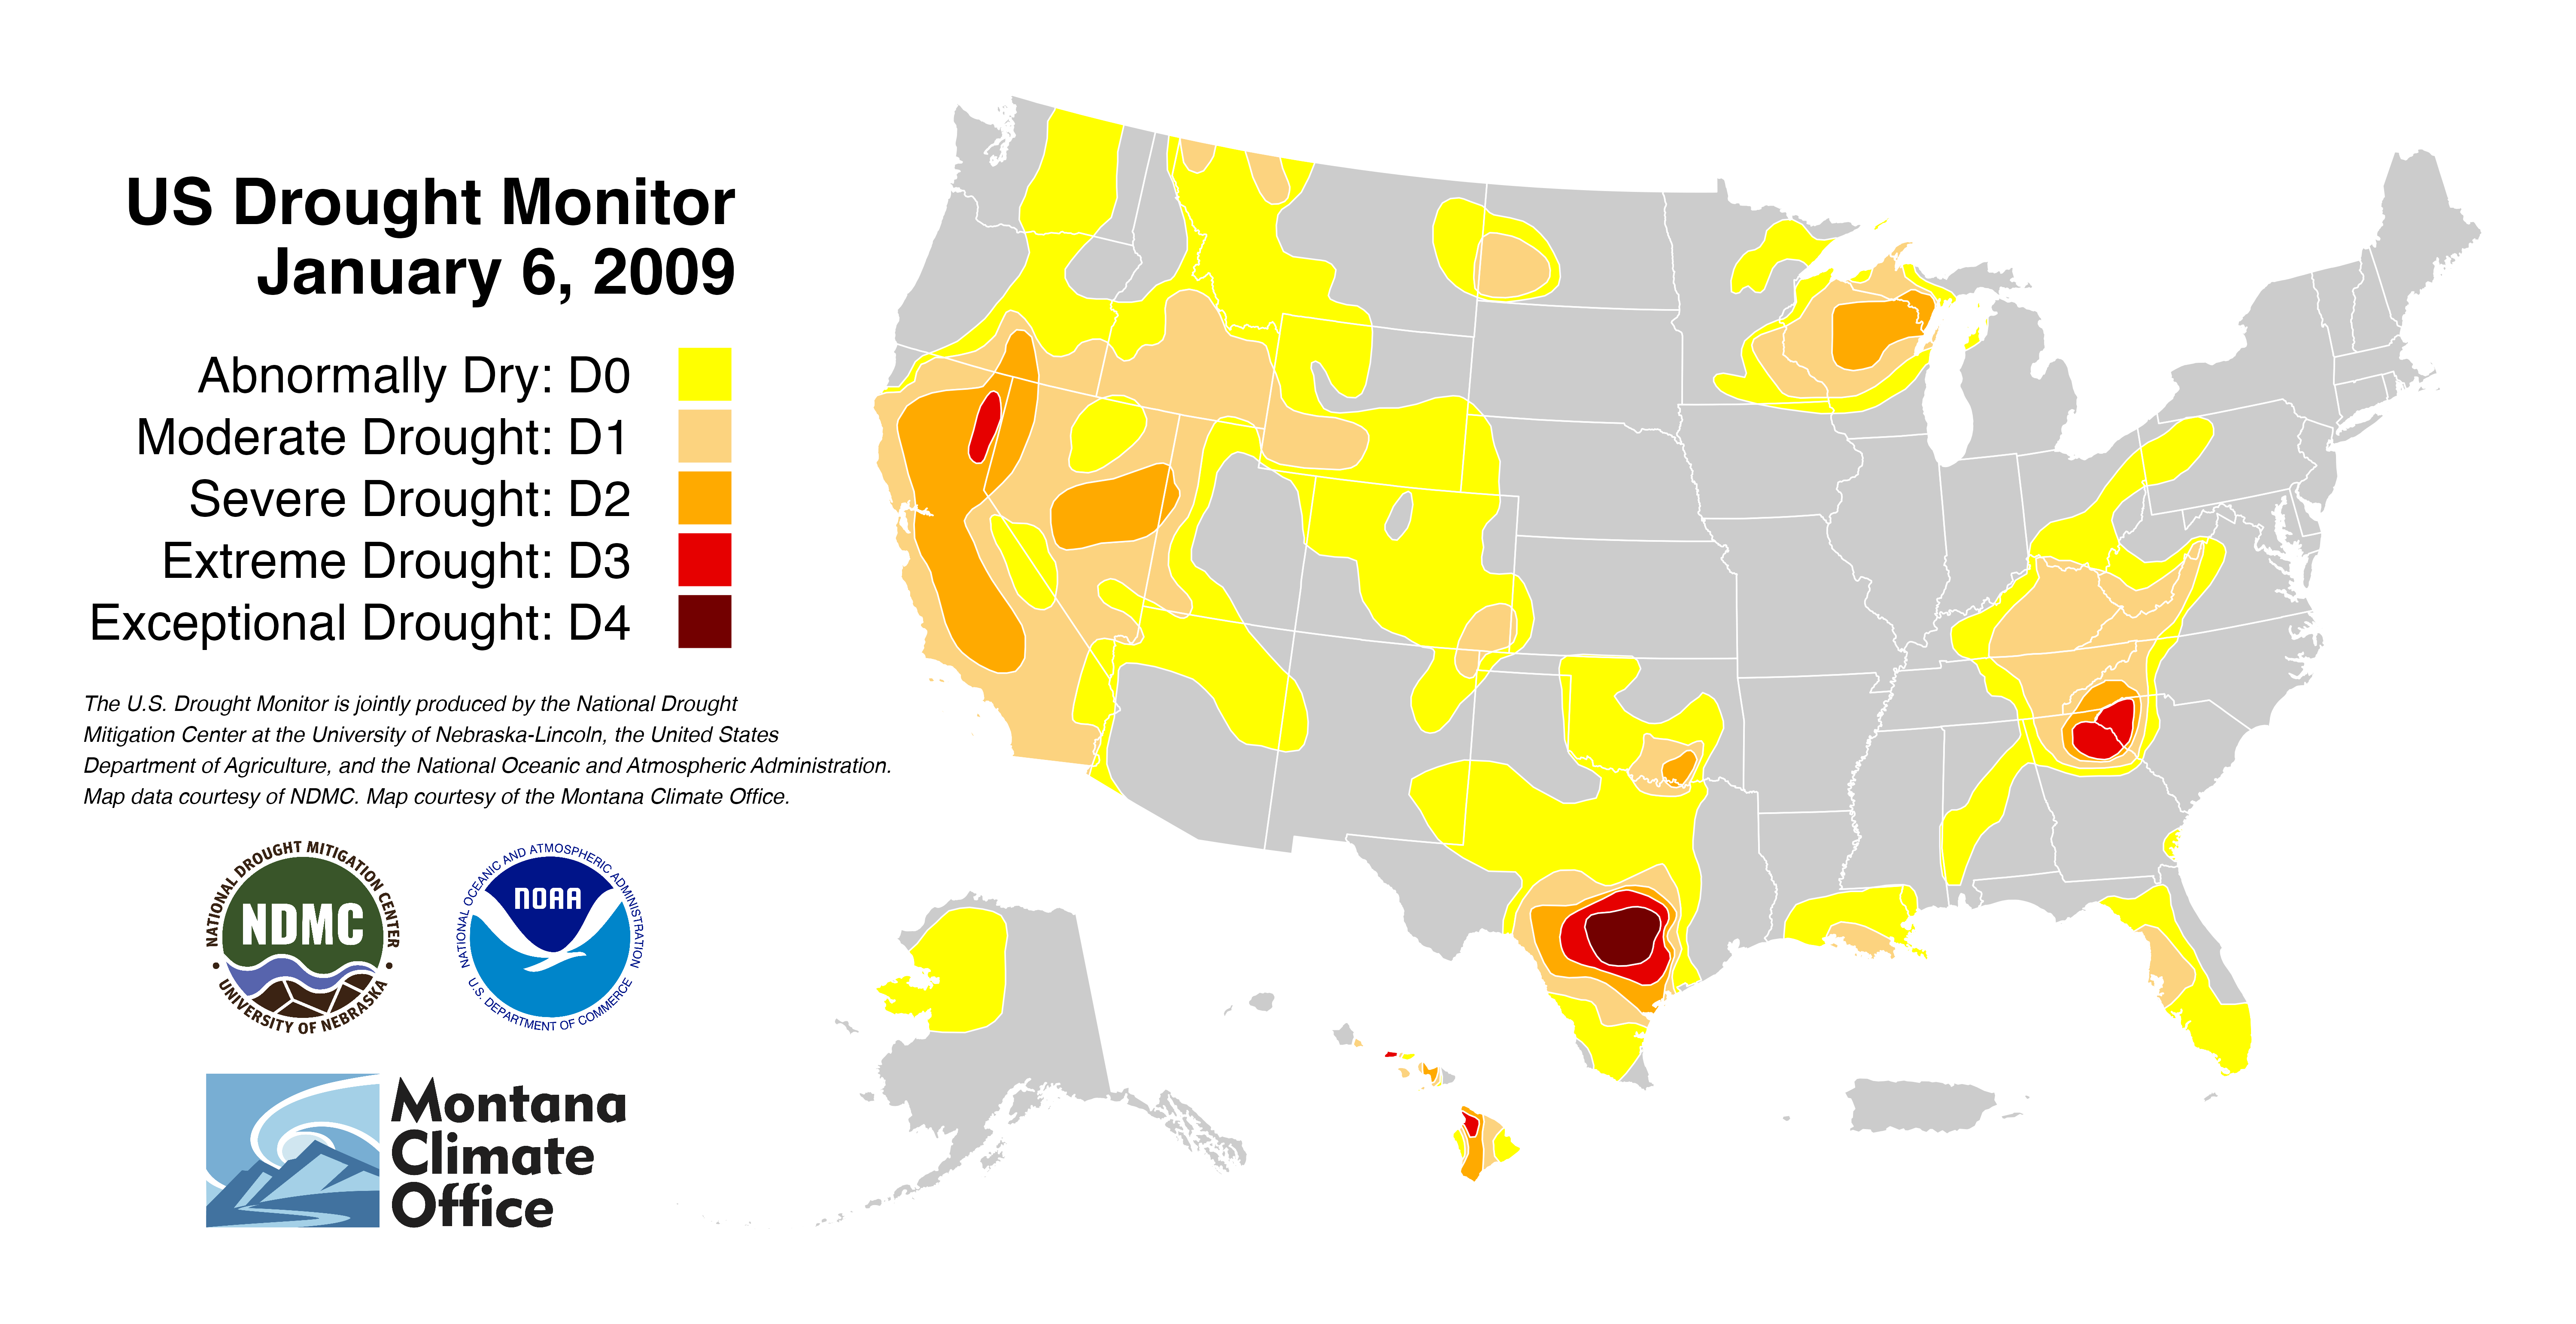 US Drought Monitor
January 6, 2009
Abnormally Dry: D0
Moderate Drought: D1
Severe Drought: D2
Extreme Drought: D3
Exceptional Drought: D4
The U.S. Drought Monitor is jointly produced by the National Drought
Mitigation Center at the University of Nebraska-Lincoln, the United States
Department of Agriculture, and the National Oceanic and Atmospheric Administration.
Map data courtesy of NDMC. Map courtesy of the Montana Climate Office.
NATIONAL DROUGHT MITIGATION CENTER
NDMC
• UNIVERSITY OF NEBRASKA •
NATIONAL OCEANIC AND ATMOSPHERIC ADMINISTRATION
NOAA
U.S. DEPARTMENT OF COMMERCE
Montana
Climate
Office